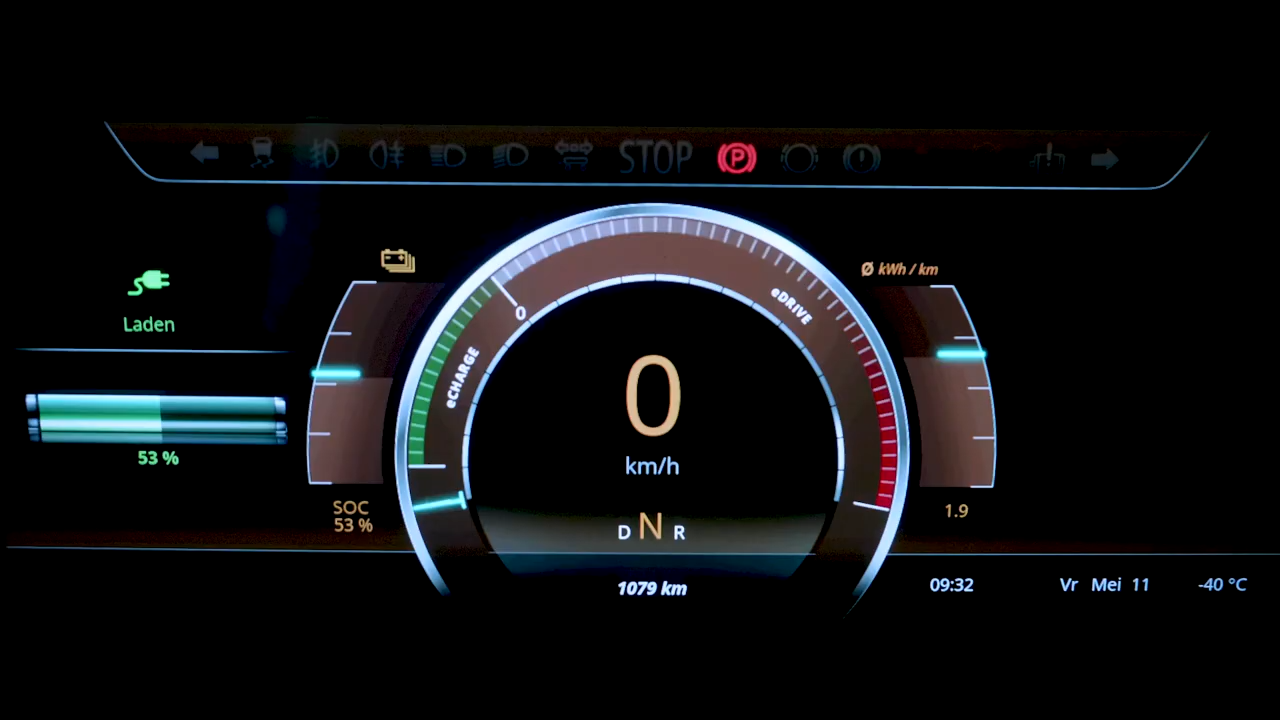 STOP
P
Ø kWh / km
Laden
eCHARGE
0
eDRIVE
0
km/h
53 %
SOC
53 %
1.9
D N R
1079 km
09:32
Vr Mei 11
-40 °C